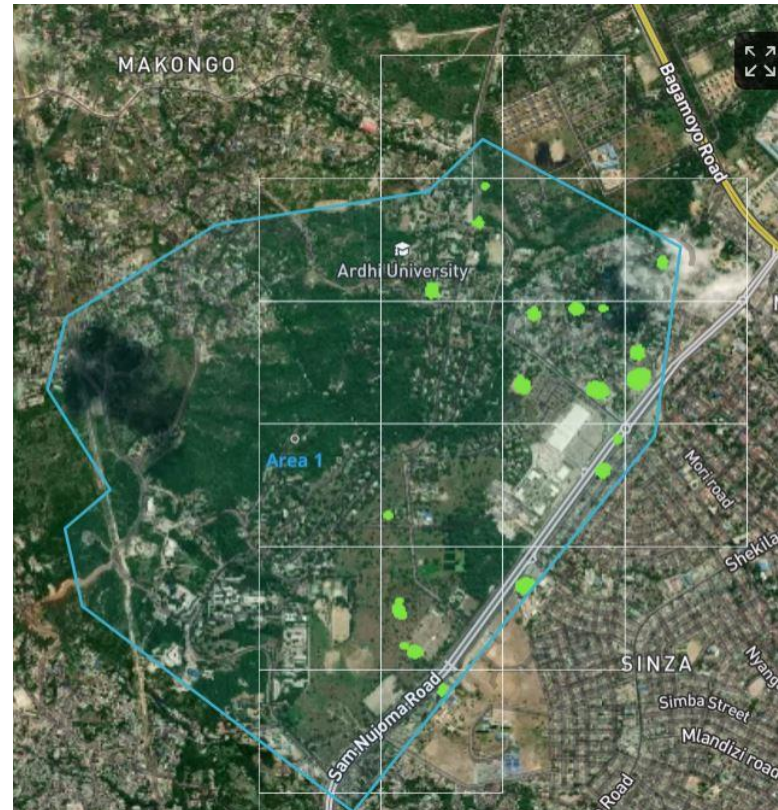 MAKONGO
Bagamoyo Road
Ardhi University
Area 1
Mori road
Shekila
SINZA
Nyang
Simba Street
Sam Nujoma Road
Mlandizi road
Road